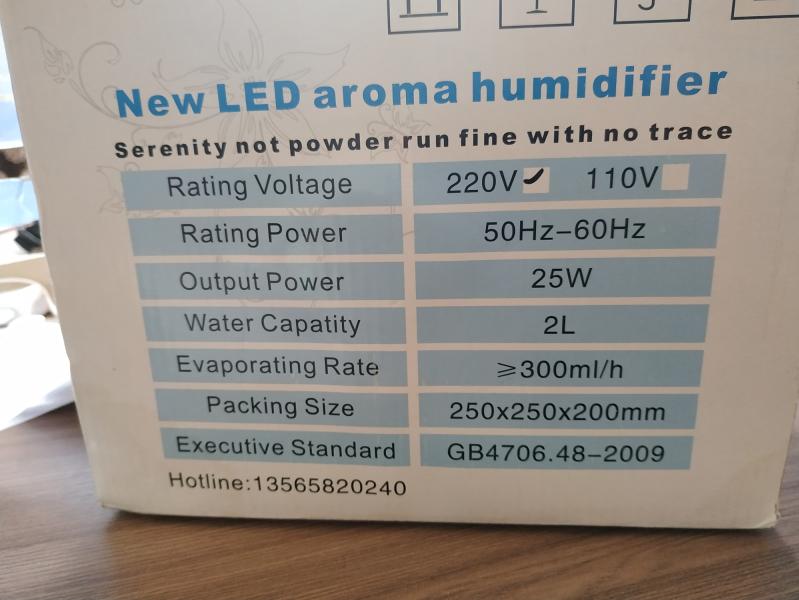 New LED aroma humidifier
Serenity not powder run fine with no trace
Rating Voltage 220V 110V
Rating Power 50Hz-60Hz
Output Power 25W
Water Capatity 2L
Evaporating Rate ≥300ml/h
Packing Size 250x250x200mm
Executive Standard GB4706.48-2009
Hotline:13565820240